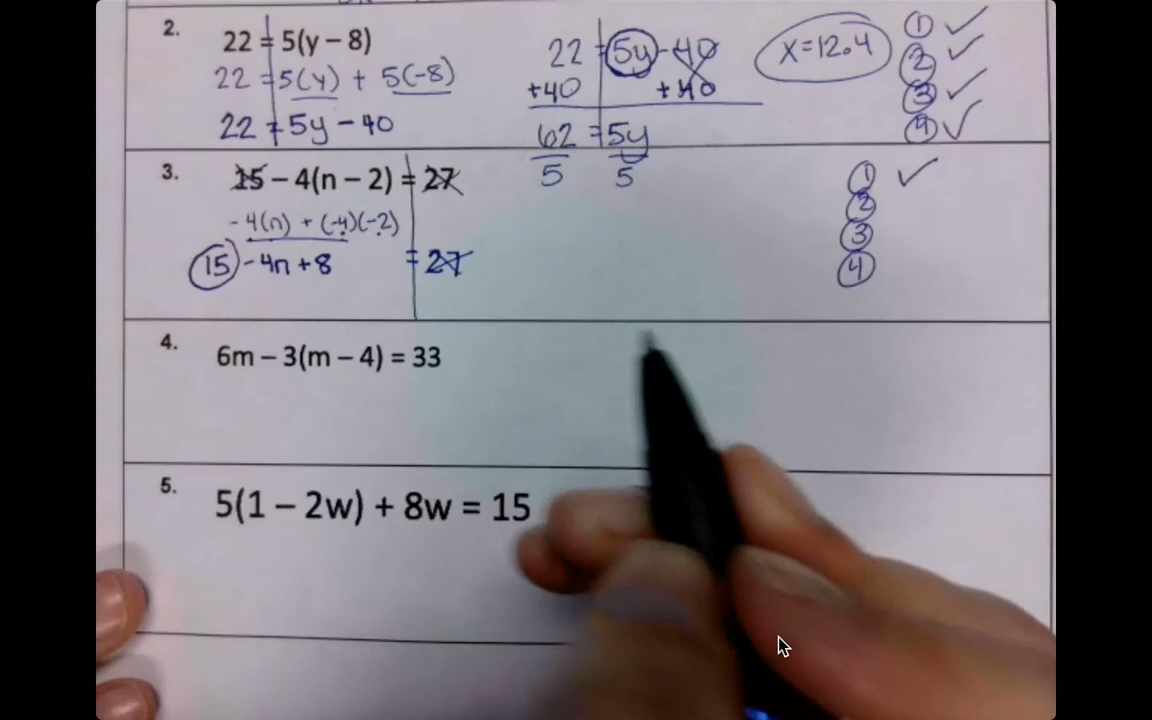 2.
22 = 5(y – 8)
22 = 5(y) + 5(-8)
22 = 5y - 40
22 = 5y - 40
+40 +40
62 = 5y
5 5
x = 12.4
① ✓
② ✓
③ ✓
④ ✓
3.
15 – 4(n – 2) = 27
- 4(n) + (-4)(-2)
15 - 4n + 8 = 27
① ✓
②
③
④
4.
6m – 3(m – 4) = 33
5.
5(1 – 2w) + 8w = 15